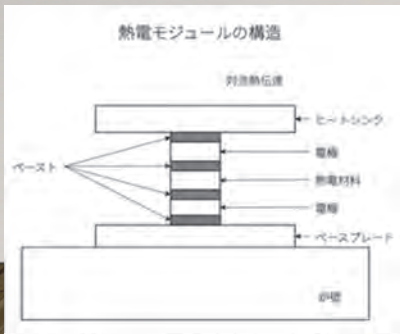 熱電モジュールの構造
対流熱伝達
ヒートシンク
電極
ペースト
熱電材料
電極
ベースプレート
炉壁